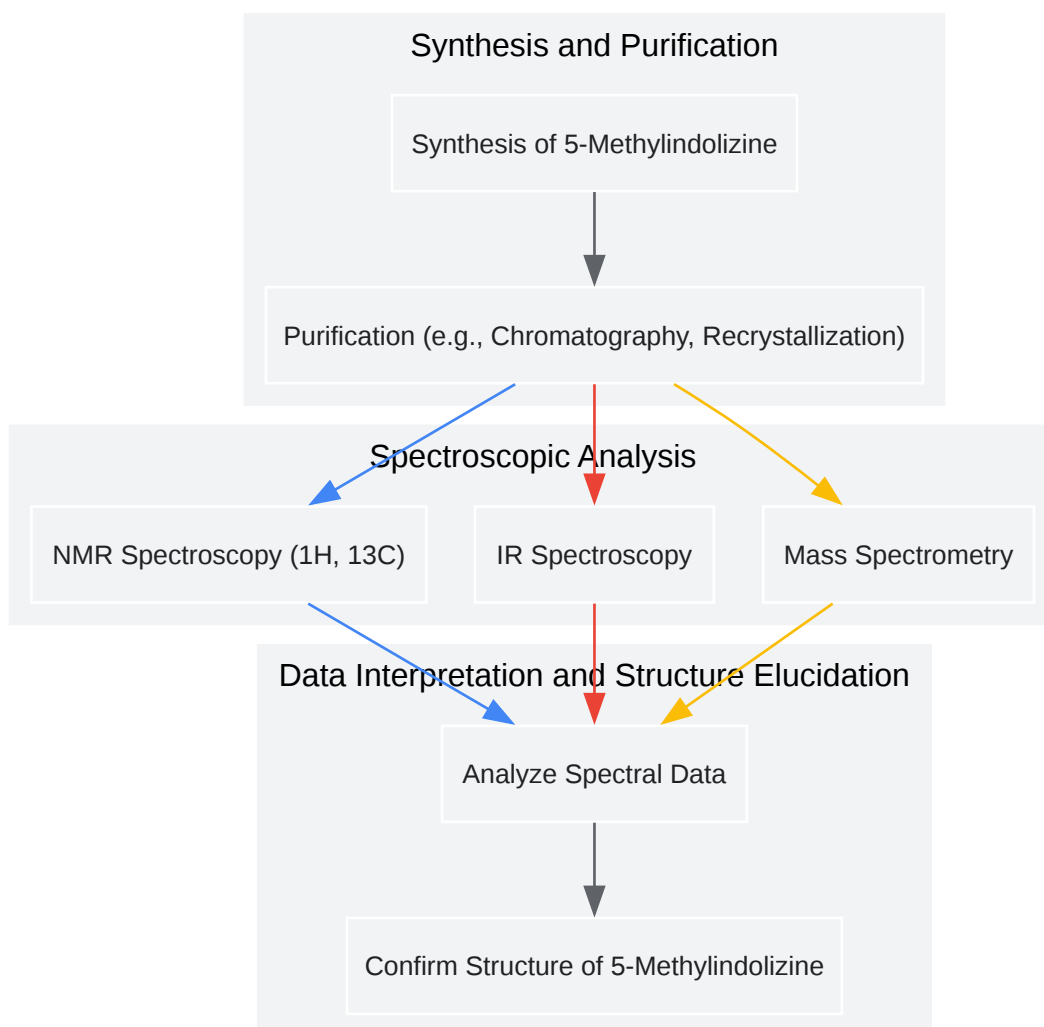 Synthesis and Purification
Synthesis of 5-Methylindolizine
Purification (e.g., Chromatography, Recrystallization)
Spectroscopic Analysis
NMR Spectroscopy (1H, 13C)
IR Spectroscopy
Mass Spectrometry
Data Interpretation and Structure Elucidation
Analyze Spectral Data
Confirm Structure of 5-Methylindolizine